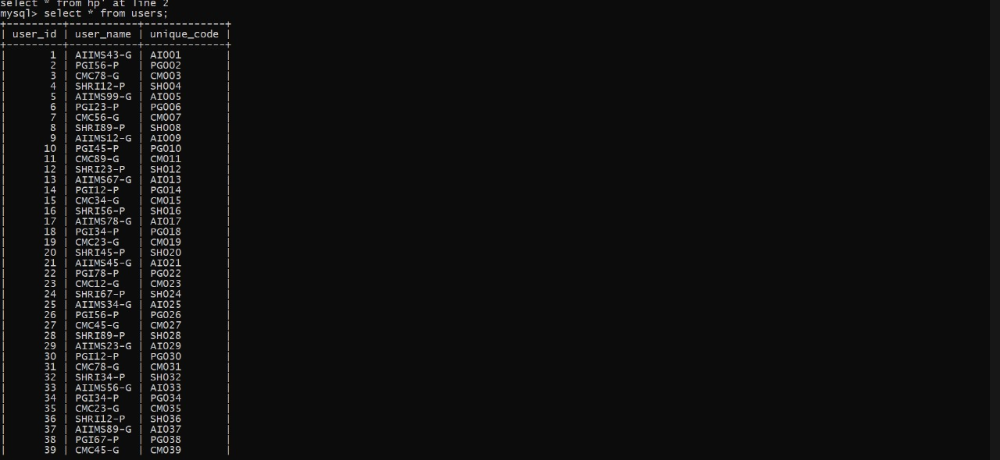 select * from hp' at line 2
mysql> select * from users;
+---------+-----------+-------------+
| user_id | user_name | unique_code |
+---------+-----------+-------------+
|       1 | AIIMS43-G | AI001       |
|       2 | PGI56-P   | PG002       |
|       3 | CMC78-G   | CM003       |
|       4 | SHRI12-P  | SH004       |
|       5 | AIIMS99-G | AI005       |
|       6 | PGI23-P   | PG006       |
|       7 | CMC56-G   | CM007       |
|       8 | SHRI89-P  | SH008       |
|       9 | AIIMS12-G | AI009       |
|      10 | PGI45-P   | PG010       |
|      11 | CMC89-G   | CM011       |
|      12 | SHRI23-P  | SH012       |
|      13 | AIIMS67-G | AI013       |
|      14 | PGI12-P   | PG014       |
|      15 | CMC34-G   | CM015       |
|      16 | SHRI56-P  | SH016       |
|      17 | AIIMS78-G | AI017       |
|      18 | PGI34-P   | PG018       |
|      19 | CMC23-G   | CM019       |
|      20 | SHRI45-P  | SH020       |
|      21 | AIIMS45-G | AI021       |
|      22 | PGI78-P   | PG022       |
|      23 | CMC12-G   | CM023       |
|      24 | SHRI67-P  | SH024       |
|      25 | AIIMS34-G | AI025       |
|      26 | PGI56-P   | PG026       |
|      27 | CMC45-G   | CM027       |
|      28 | SHRI89-P  | SH028       |
|      29 | AIIMS23-G | AI029       |
|      30 | PGI12-P   | PG030       |
|      31 | CMC78-G   | CM031       |
|      32 | SHRI34-P  | SH032       |
|      33 | AIIMS56-G | AI033       |
|      34 | PGI34-P   | PG034       |
|      35 | CMC23-G   | CM035       |
|      36 | SHRI12-P  | SH036       |
|      37 | AIIMS89-G | AI037       |
|      38 | PGI67-P   | PG038       |
|      39 | CMC45-G   | CM039       |